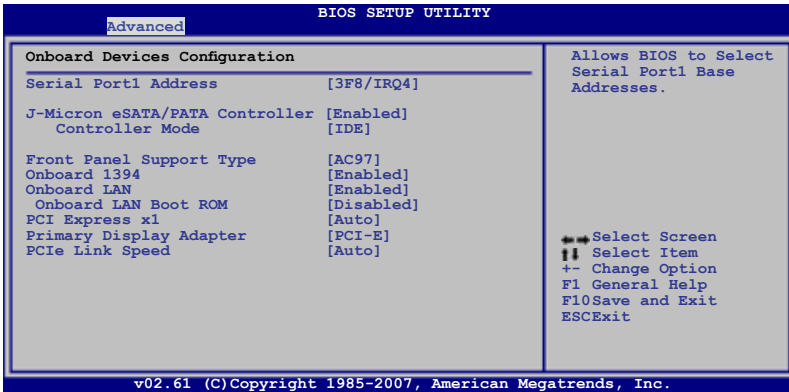 BIOS SETUP UTILITY
Advanced
Onboard Devices Configuration
Serial Port1 Address [3F8/IRQ4]
J-Micron eSATA/PATA Controller [Enabled]
Controller Mode [IDE]
Front Panel Support Type [AC97]
Onboard 1394 [Enabled]
Onboard LAN [Enabled]
Onboard LAN Boot ROM [Disabled]
PCI Express x1 [Auto]
Primary Display Adapter [PCI-E]
PCIe Link Speed [Auto]
Allows BIOS to Select
Serial Port1 Base
Addresses.
Select Screen
Select Item
+- Change Option
F1 General Help
F10Save and Exit
ESCExit
v02.61 (C)Copyright 1985-2007, American Megatrends, Inc.